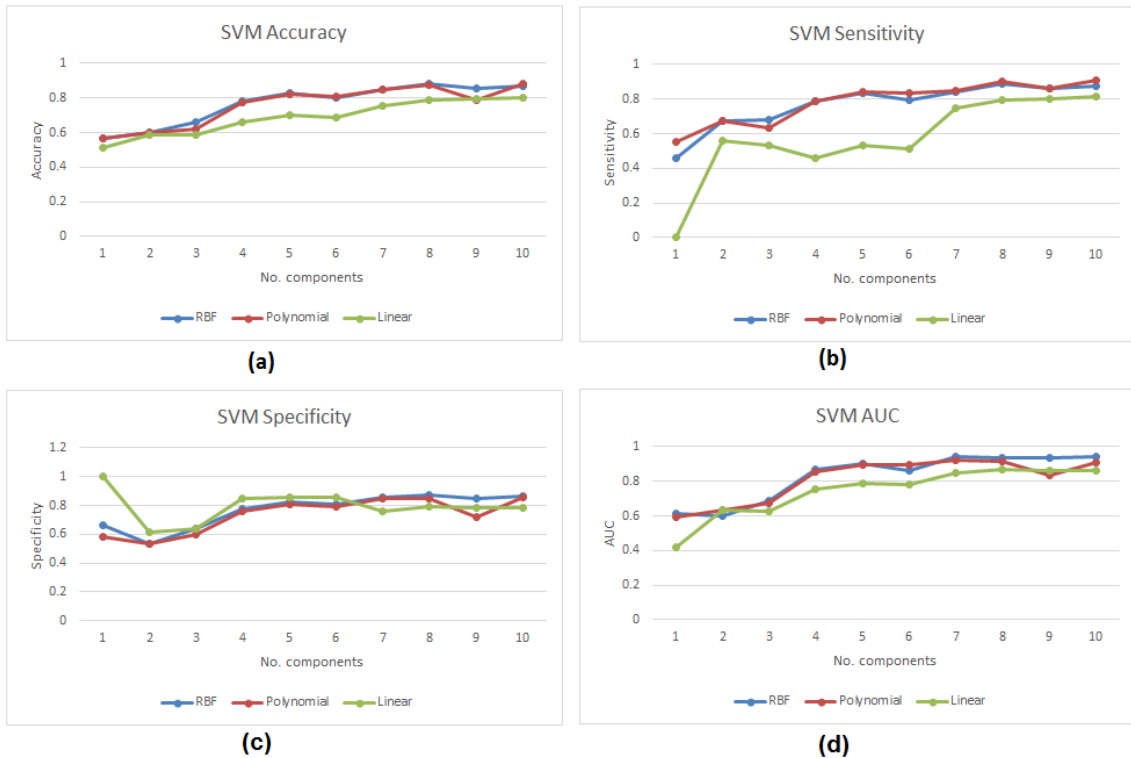 SVM Accuracy
1
0.8
0.6
0.4
0.2
0
Accuracy
1 2 3 4 5 6 7 8 9 10
No. components
RBF Polynomial Linear
(a)
SVM Sensitivity
1
0.8
0.6
0.4
0.2
0
Sensitivity
1 2 3 4 5 6 7 8 9 10
No. components
RBF Polynomial Linear
(b)
SVM Specificity
1.2
1
0.8
0.6
0.4
0.2
0
Specificity
1 2 3 4 5 6 7 8 9 10
No. components
RBF Polynomial Linear
(c)
SVM AUC
1
0.8
0.6
0.4
0.2
0
AUC
1 2 3 4 5 6 7 8 9 10
No. components
RBF Polynomial Linear
(d)